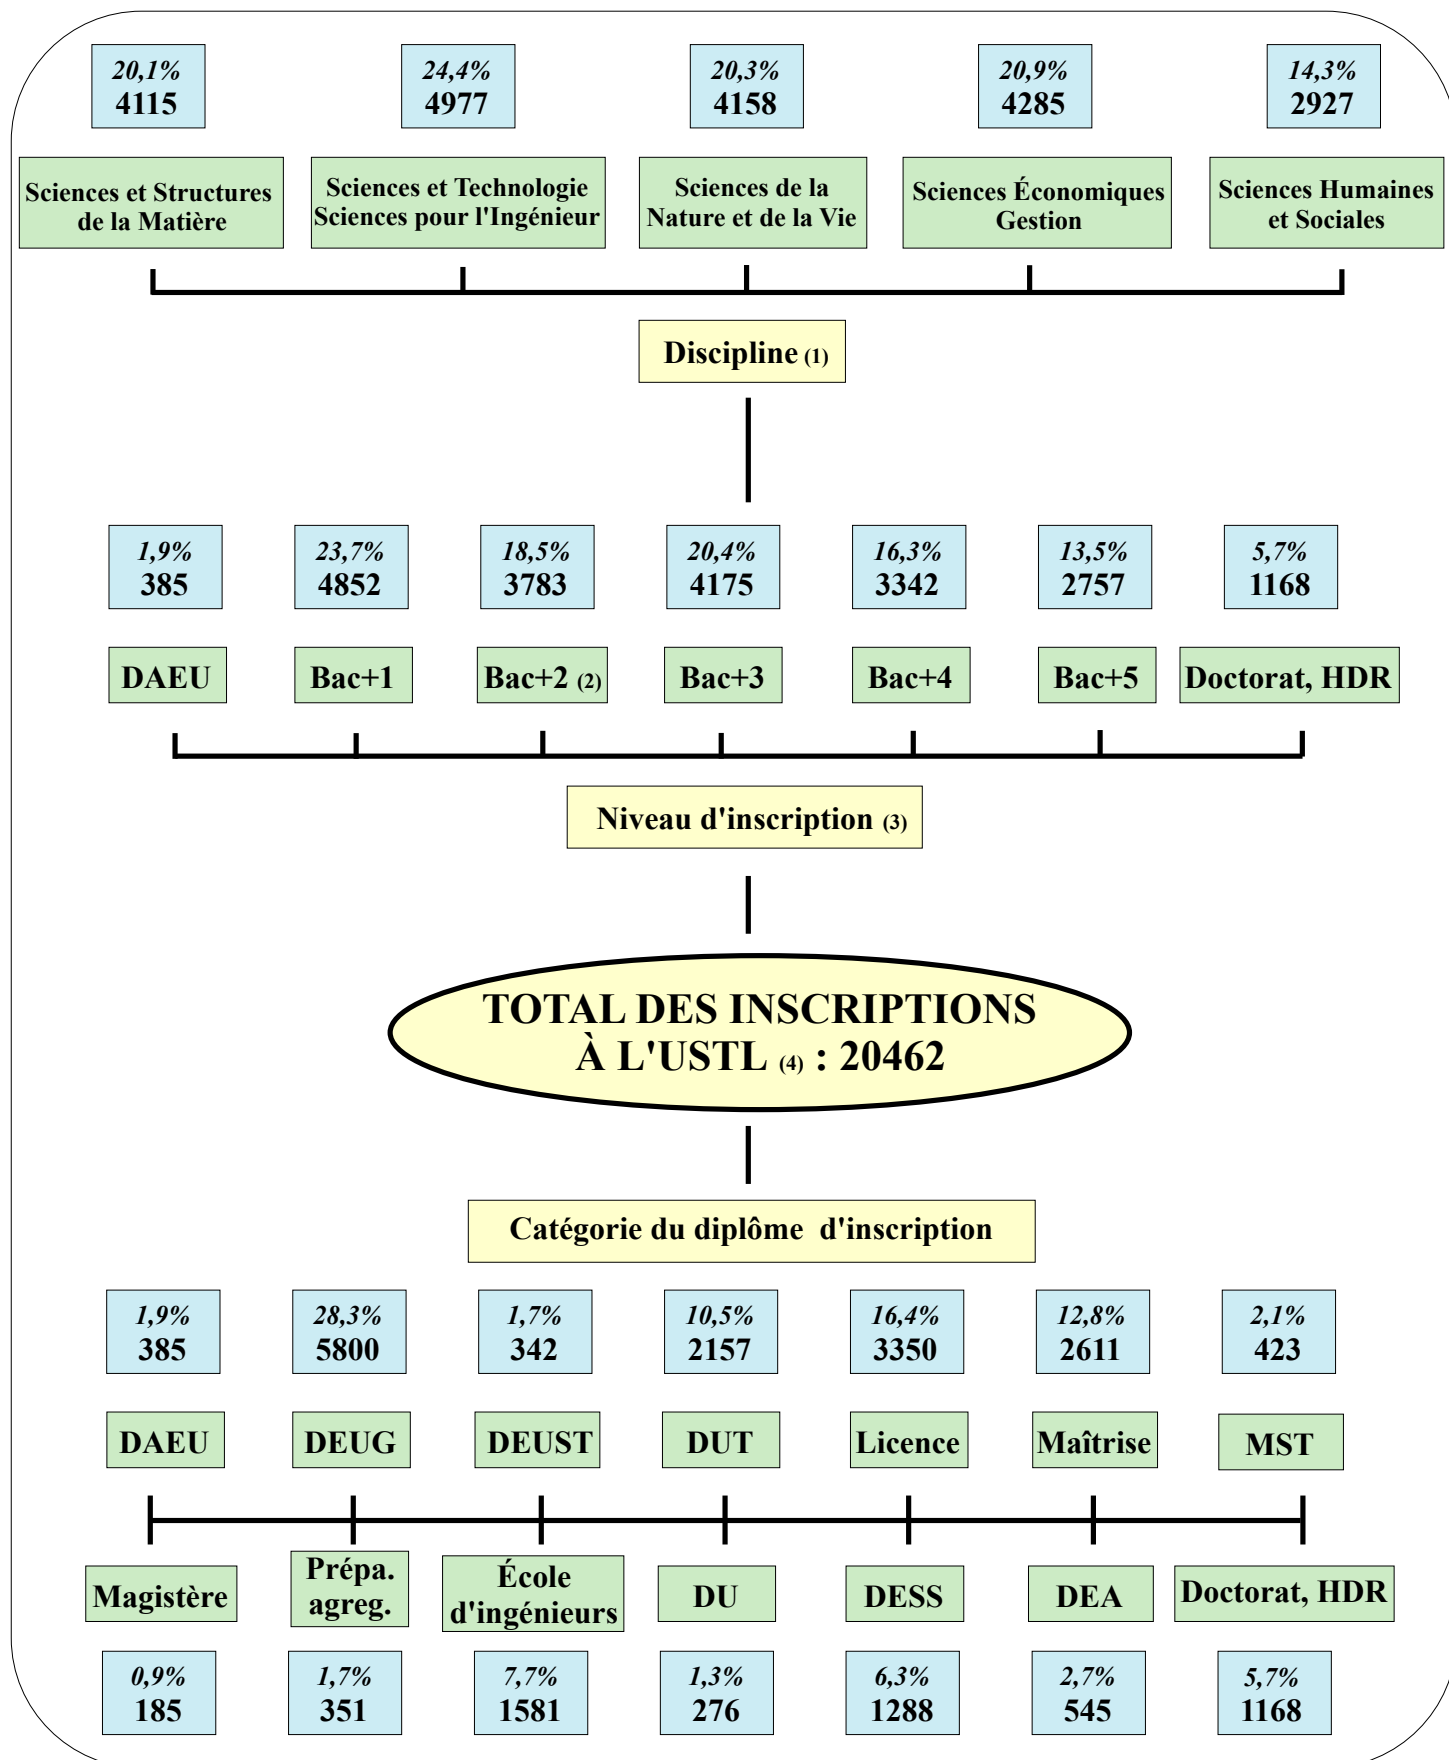 20,1%
4115
24,4%
4977
20,3%
4158
20,9%
4285
14,3%
2927
Sciences et Structures
de la Matière
Sciences et Technologie
Sciences pour l'Ingénieur
Sciences de la
Nature et de la Vie
Sciences Économiques
Gestion
Sciences Humaines
et Sociales
Discipline (1)
1,9%
385
23,7%
4852
18,5%
3783
20,4%
4175
16,3%
3342
13,5%
2757
5,7%
1168
DAEU
Bac+1
Bac+2 (2)
Bac+3
Bac+4
Bac+5
Doctorat, HDR
Niveau d'inscription (3)
TOTAL DES INSCRIPTIONS
À L'USTL (4) : 20462
Catégorie du diplôme d'inscription
1,9%
385
28,3%
5800
1,7%
342
10,5%
2157
16,4%
3350
12,8%
2611
2,1%
423
DAEU
DEUG
DEUST
DUT
Licence
Maîtrise
MST
Magistère
Prépa.
agreg.
École
d'ingénieurs
DU
DESS
DEA
Doctorat, HDR
0,9%
185
1,7%
351
7,7%
1581
1,3%
276
6,3%
1288
2,7%
545
5,7%
1168